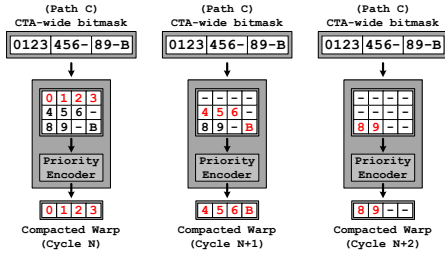 (Path C)
CTA-wide bitmask
0123 456- 89-B
0 1 2 3
4 5 6 -
8 9 - B
Priority
Encoder
0 1 2 3
Compacted Warp
(Cycle N)
(Path C)
CTA-wide bitmask
0123 456- 89-B
- - - -
4 5 6 -
8 9 - B
Priority
Encoder
4 5 6 B
Compacted Warp
(Cycle N+1)
(Path C)
CTA-wide bitmask
0123 456- 89-B
- - - -
- - - -
8 9 - -
Priority
Encoder
8 9 - -
Compacted Warp
(Cycle N+2)